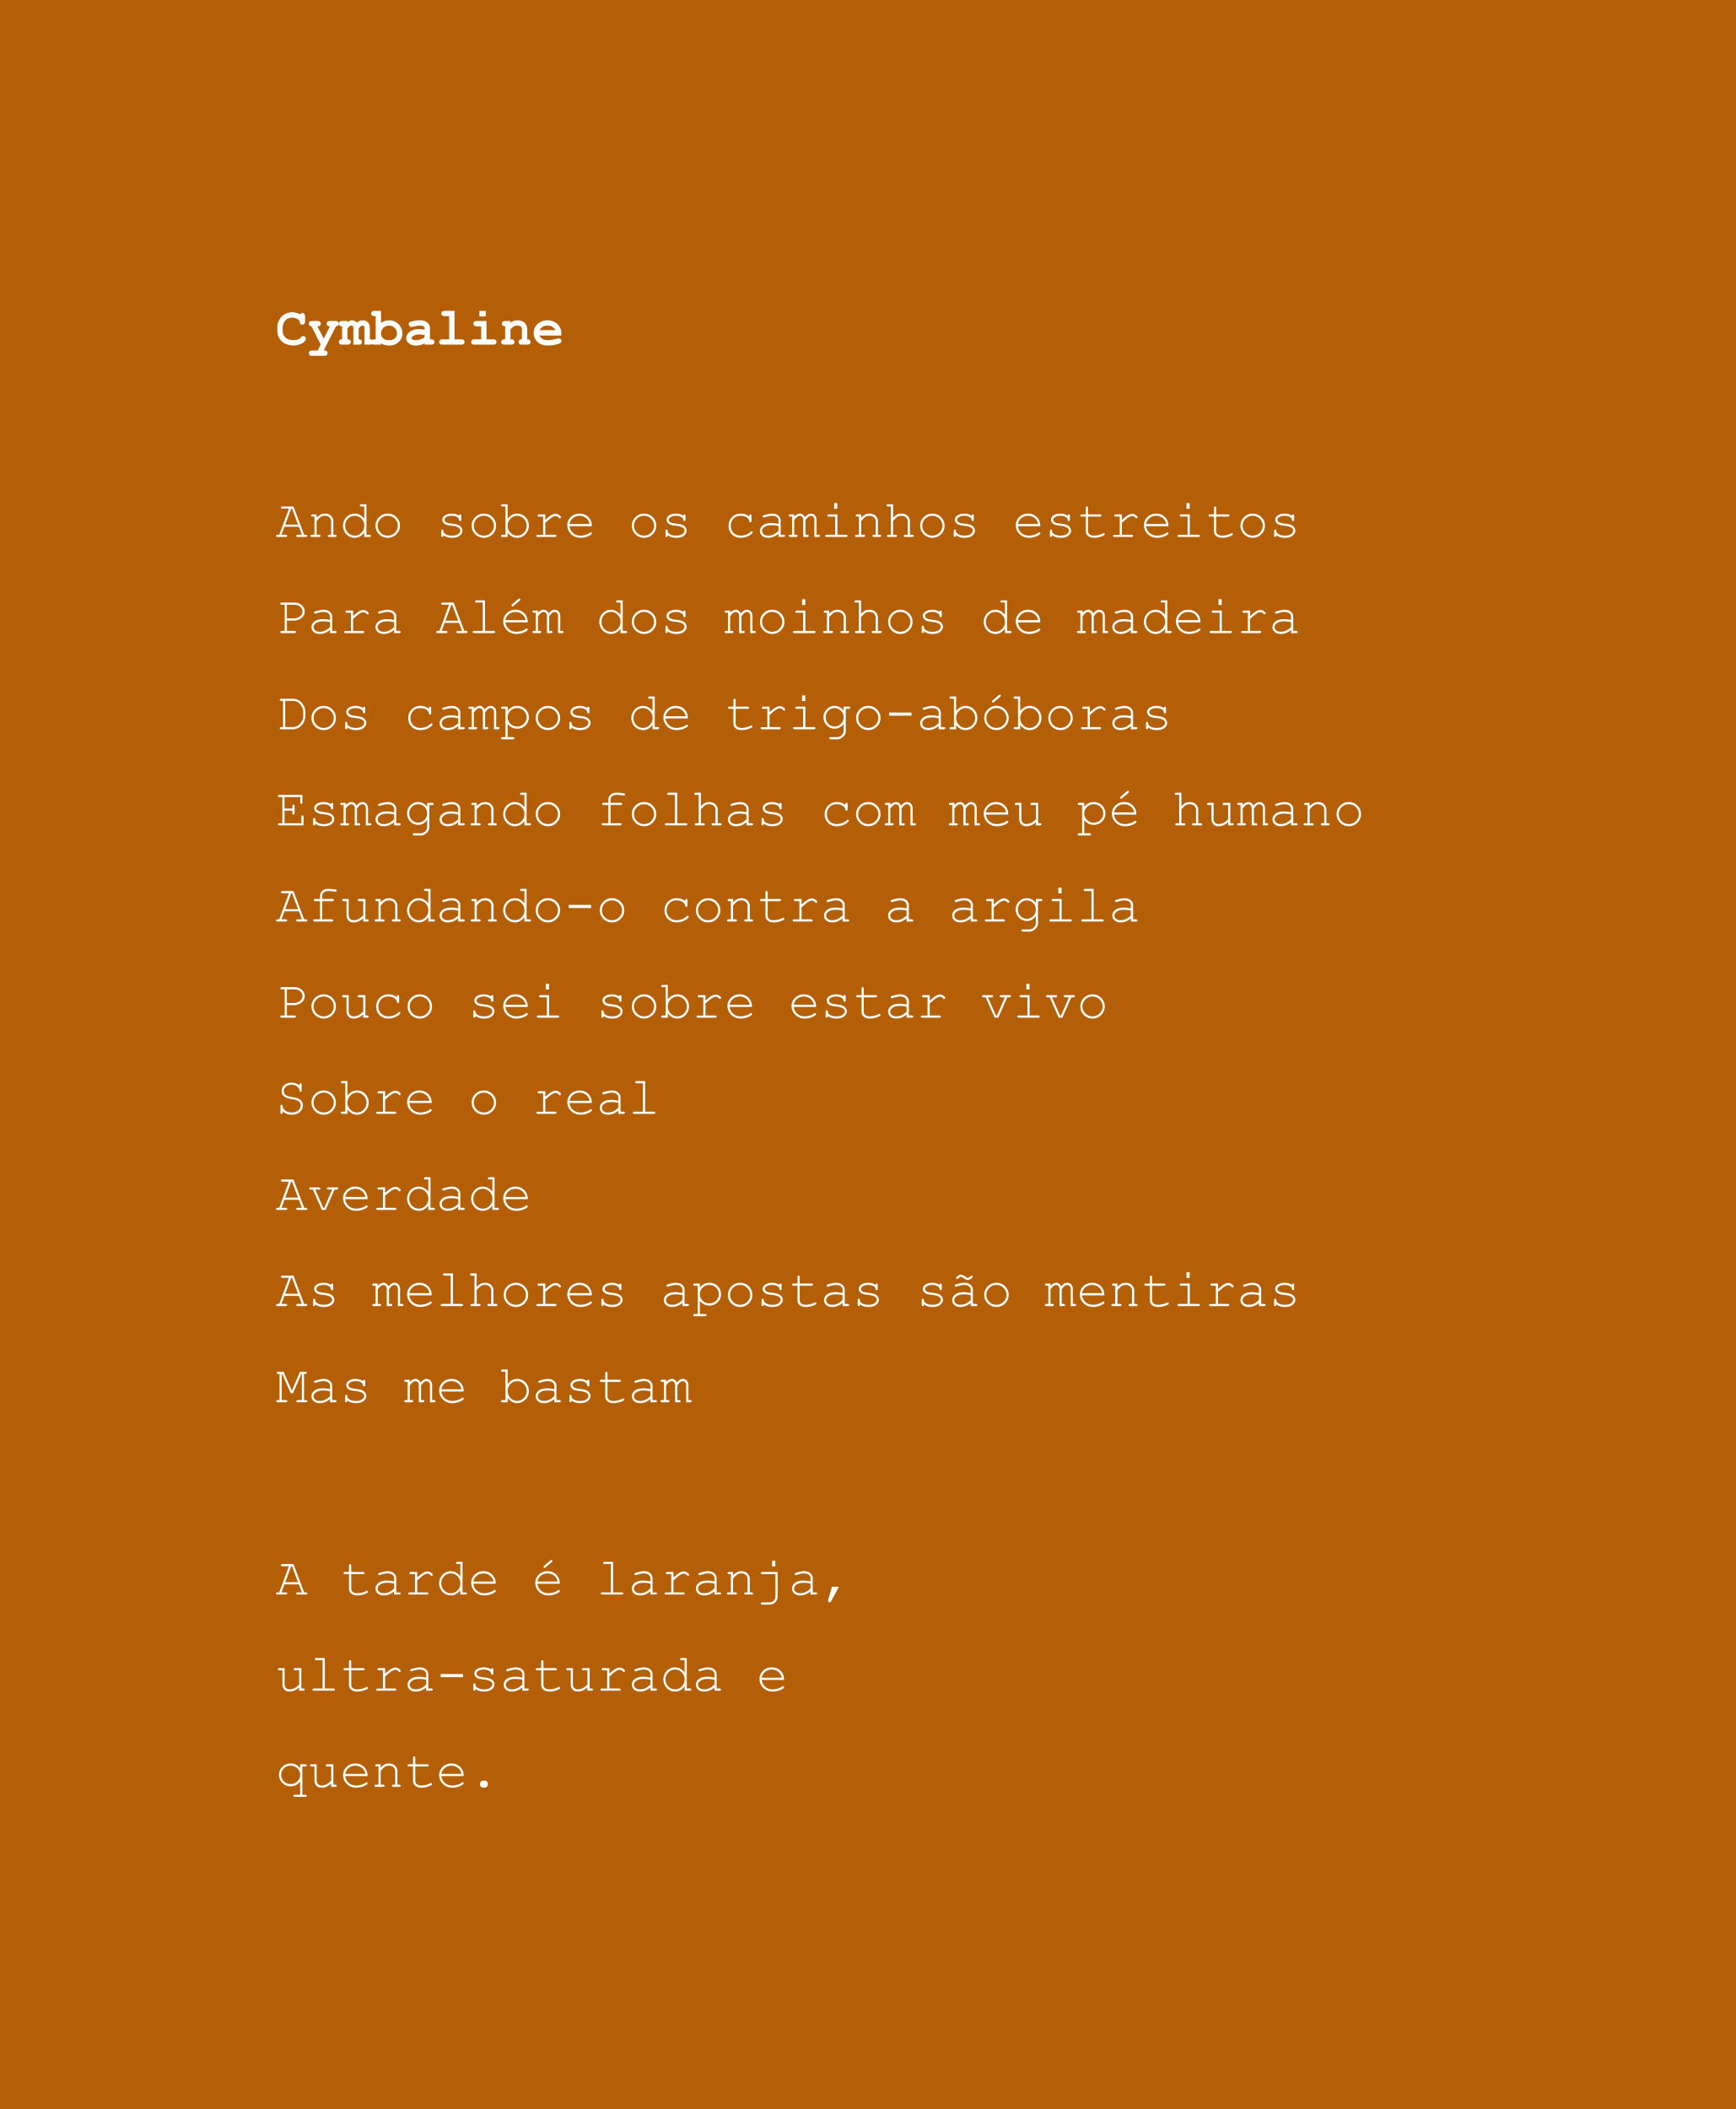 Cymbaline
Ando sobre os caminhos estreitos
Para Além dos moinhos de madeira
Dos campos de trigo-abóboras
Esmagando folhas com meu pé humano
Afundando-o contra a argila
Pouco sei sobre estar vivo
Sobre o real
Averdade
As melhores apostas são mentiras
Mas me bastam
A tarde é laranja,
ultra-saturada e
quente.